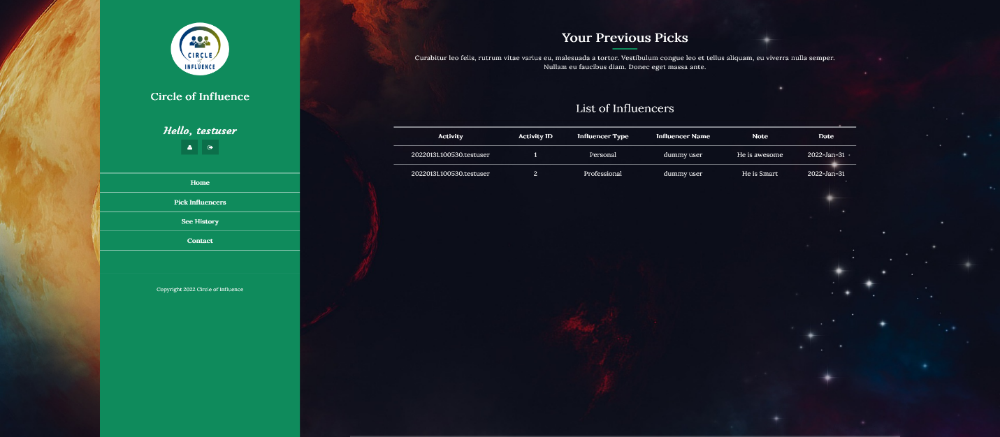 CIRCLE
of
INFLUENCE
Circle of Influence
Hello, testuser
Home
Pick Influencers
See History
Contact
Copyright 2022 Circle of Influence
Your Previous Picks
Curabitur leo felis, rutrum vitae varius eu, malesuada a tortor. Vestibulum congue leo et tellus aliquam, eu viverra nulla semper.
Nullam eu faucibus diam. Donec eget massa ante.
List of Influencers
Activity Activity ID Influencer Type Influencer Name Note Date
20220131.100530.testuser 1 Personal dummy user He is awesome 2022-Jan-31
20220131.100530.testuser 2 Professional dummy user He is Smart 2022-Jan-31